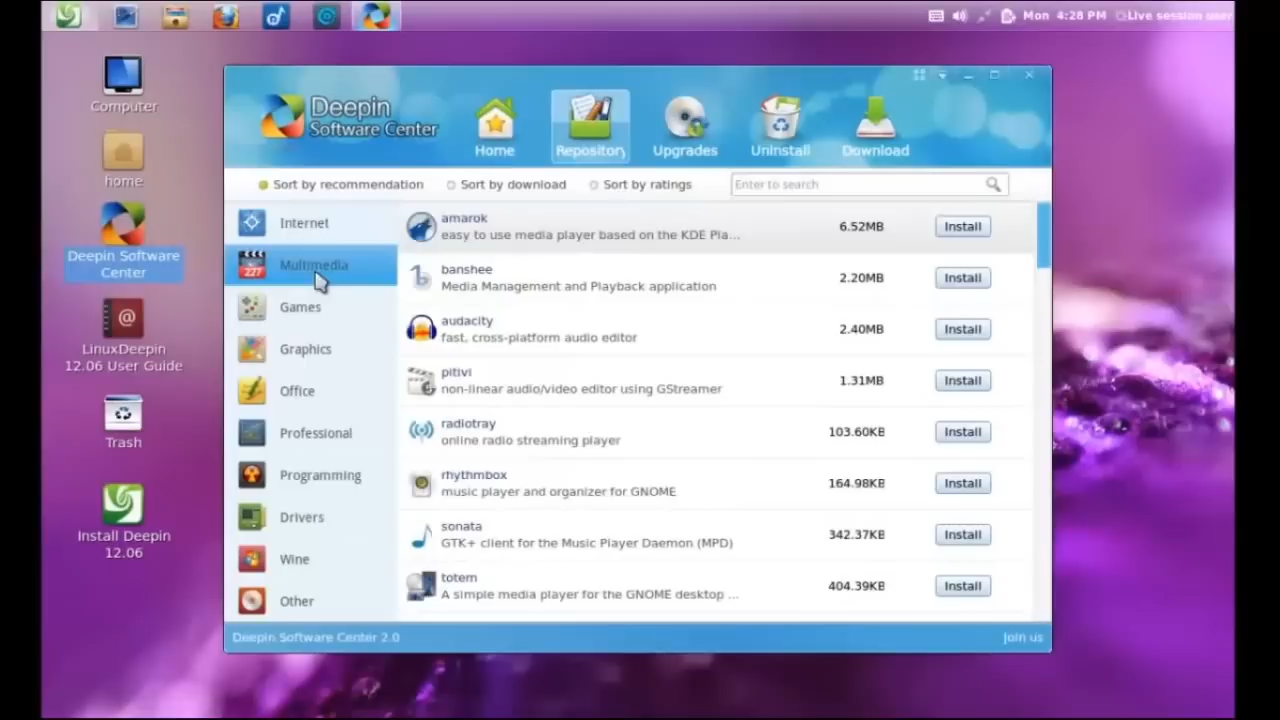 Mon 4:28 PM
Live session user
Computer
home
Deepin Software
Center
LinuxDeepin
12.06 User Guide
Trash
Install Deepin
12.06
Deepin
Software Center
Home
Repository
Upgrades
Uninstall
Download
Sort by recommendation
Sort by download
Sort by ratings
Enter to search
Internet
227
Multimedia
Games
Graphics
Office
Professional
Programming
Drivers
Wine
Other
amarok
easy to use media player based on the KDE Pla...
6.52MB
Install
banshee
Media Management and Playback application
2.20MB
Install
audacity
fast, cross-platform audio editor
2.40MB
Install
pitivi
non-linear audio/video editor using GStreamer
1.31MB
Install
radiotray
online radio streaming player
103.60KB
Install
rhythmbox
music player and organizer for GNOME
164.98KB
Install
sonata
GTK+ client for the Music Player Daemon (MPD)
342.37KB
Install
totem
A simple media player for the GNOME desktop ...
404.39KB
Install
Deepin Software Center 2.0
Join us